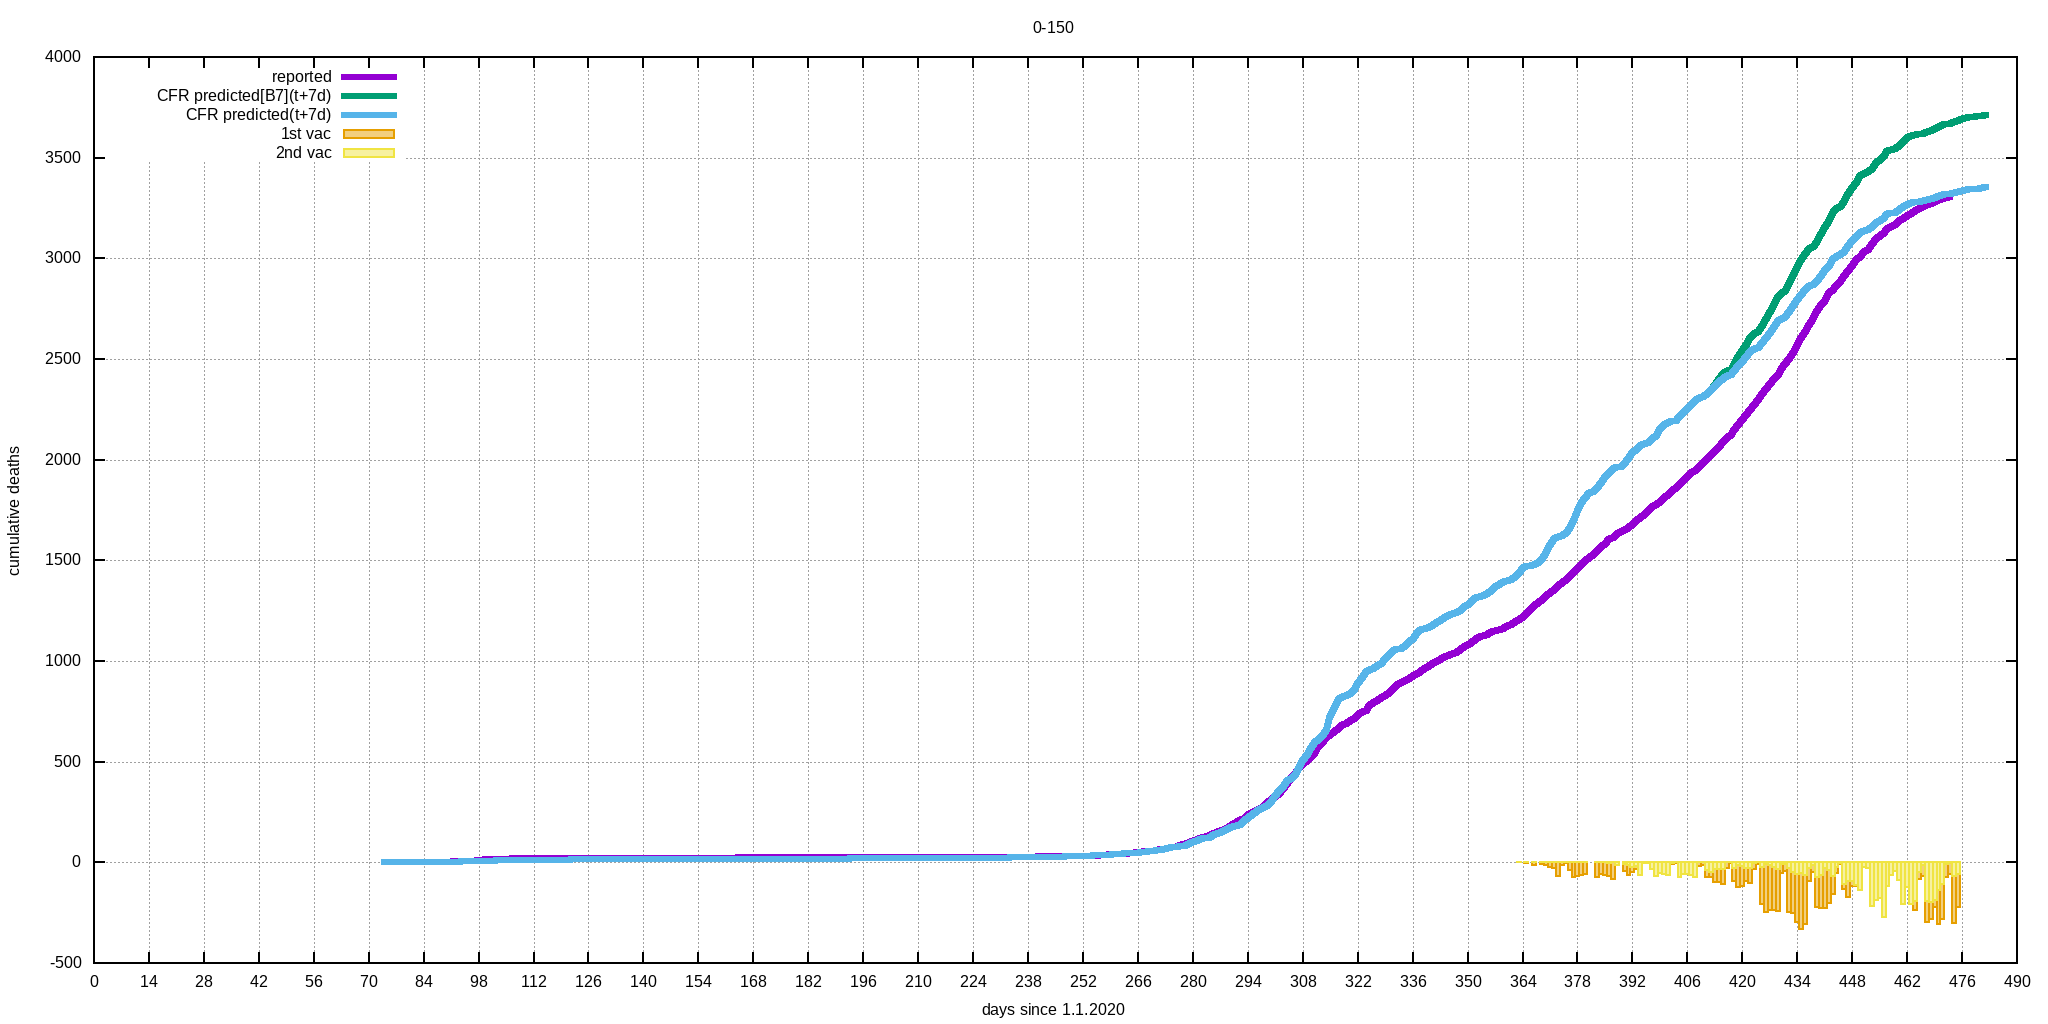 0-150
reported
CFR predicted[B7](t+7d)
CFR predicted(t+7d)
1st vac
2nd vac
4000
3500
3000
2500
2000
1500
1000
500
0
-500
cumulative deaths
0 14 28 42 56 70 84 98 112 126 140 154 168 182 196 210 224 238 252 266 280 294 308 322 336 350 364 378 392 406 420 434 448 462 476 490
days since 1.1.2020